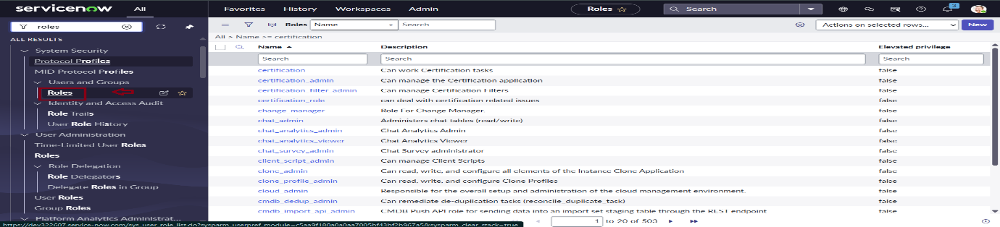 servicenow All Favorites History Workspaces Admin Roles Search 3
roles
ALL RESULTS
System Security
Protocol Profiles
MID Protocol Profiles
Users and Groups
Roles
Identity and Access Audit
Role Trails
User Role History
User Administration
Time-Limited User Roles
Roles
Role Delegation
Role Delegators
Delegate Roles in Group
User Roles
Group Roles
Platform Analytics Administrat...
https://dev322607.service-now.com/sys_user_role_list.do?sysparm_userpref_module=c5aa9f180a0a0aa7005bf43bf2b967a5&sysparm_clear_stack=true
Roles Name Search Actions on selected rows... New
All > Name >= certification
Name Description Elevated privilege
Search Search Search
certification Can work Certification tasks false
certification_admin Can manage the Certification application false
certification_filter_admin Can manage Certification Filters false
certification_role can deal with certification related issues false
change_manager Role For Change Manager. false
chat_admin Administers chat tables (read/write) false
chat_analytics_admin Chat Analytics Admin false
chat_analytics_viewer Chat Analytics Viewer false
chat_survey_admin Chat Survey administrator false
client_script_admin Can manage Client Scripts false
clone_admin Can read, write, and configure all elements of the Instance Clone Application false
clone_profile_admin Can read, write, and configure Clone Profiles false
cloud_admin Responsible for the overall setup and administration of the cloud management environment. false
cmdb_dedup_admin Can remediate de-duplication tasks (reconcile_duplicate_task) false
cmdb_import_api_admin CMDB Push API role for sending data into an import set staging table through the REST endpoint false
1 to 20 of 503